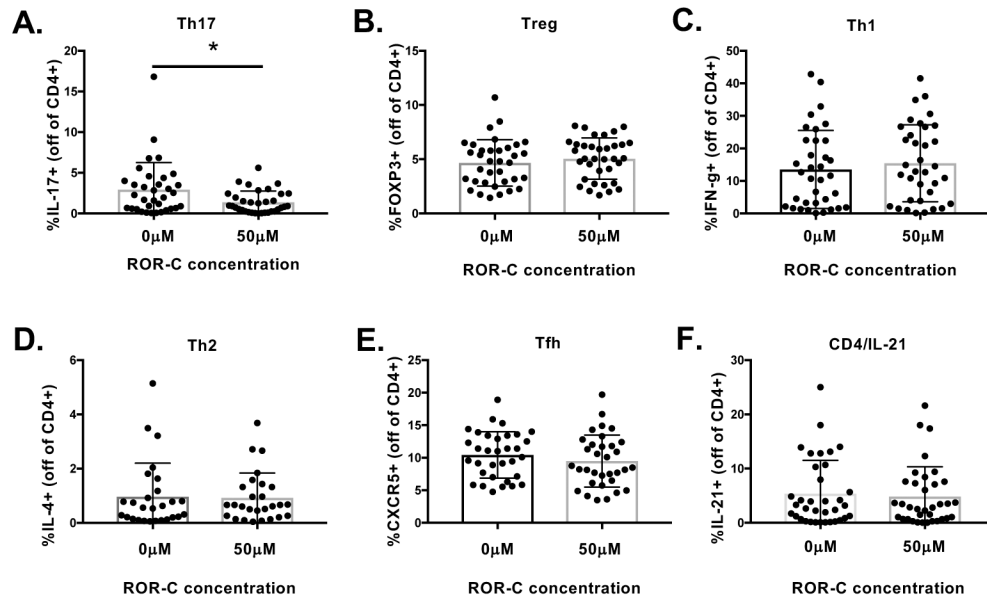 A.
Th17
%IL-17+ (off of CD4+)
20
15
10
5
0
*
0μM
50μM
ROR-C concentration
B.
Treg
%FOXP3+ (off of CD4+)
15
10
5
0
0μM
50μM
ROR-C concentration
C.
Th1
%IFN-g+ (off of CD4+)
50
40
30
20
10
0
0μM
50μM
ROR-C concentration
D.
Th2
%IL-4+ (off of CD4+)
6
4
2
0
0μM
50μM
ROR-C concentration
E.
Tfh
%CXCR5+ (off of CD4+)
25
20
15
10
5
0
0μM
50μM
ROR-C concentration
F.
CD4/IL-21
%IL-21+ (off of CD4+)
30
20
10
0
0μM
50μM
ROR-C concentration